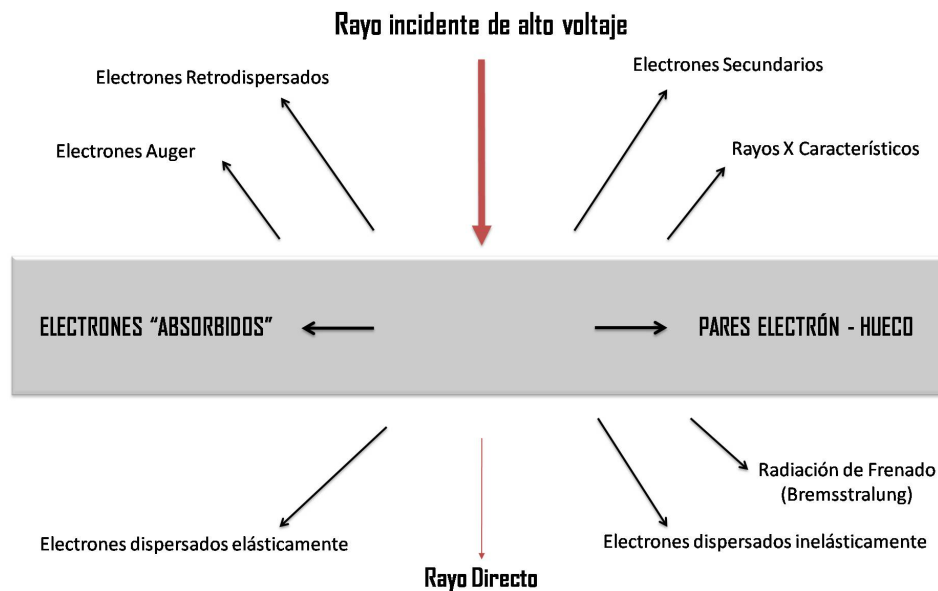 Rayo incidente de alto voltaje
Electrones Retrodispersados
Electrones Secundarios
Electrones Auger
Rayos X Característicos
ELECTRONES “ABSORBIDOS”
PARES ELECTRÓN - HUECO
Radiación de Frenado
(Bremsstralung)
Electrones dispersados elásticamente
Electrones dispersados inelásticamente
Rayo Directo